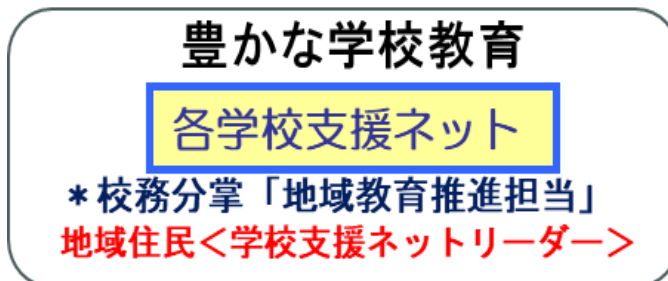 豊かな学校教育
各学校支援ネット
＊校務分掌「地域教育推進担当」
地域住民＜学校支援ネットリーダー＞